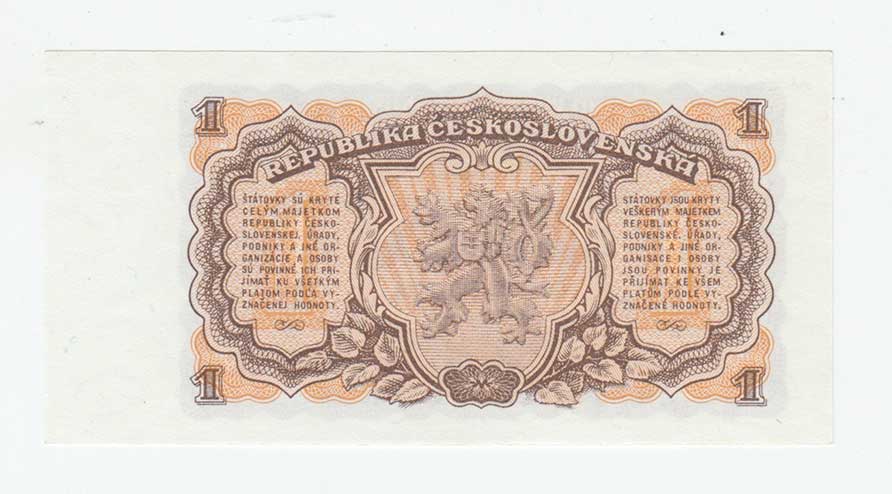 1 1
REPUBLIKA ČESKOSLOVENSKÁ
ŠTÁTOVKY SÚ KRYTÉ
CELÝM MAJETKOM
REPUBLIKY ČESKO-
SLOVENSKEJ, ÚRADY,
PODNIKY A INÉ OR-
GANIZÁCIE A OSOBY
SÚ POVINNÉ ICH PRI-
JÍMAŤ KU VŠETKÝM
PLATOM PODĽA VY-
ZNAČENEJ HODNOTY.
STÁTOVKY JSOU KRYTY
VEŠKERÝM MAJETKEM
REPUBLIKY ČESKO-
SLOVENSKÉ, ÚŘADY,
PODNIKY A JINÉ OR-
GANISACE I OSOBY
JSOU POVINNY JE
PŘIJÍMAT KE VŠEM
PLATŮM PODLE VY-
ZNAČENÉ HODNOTY.
1 1